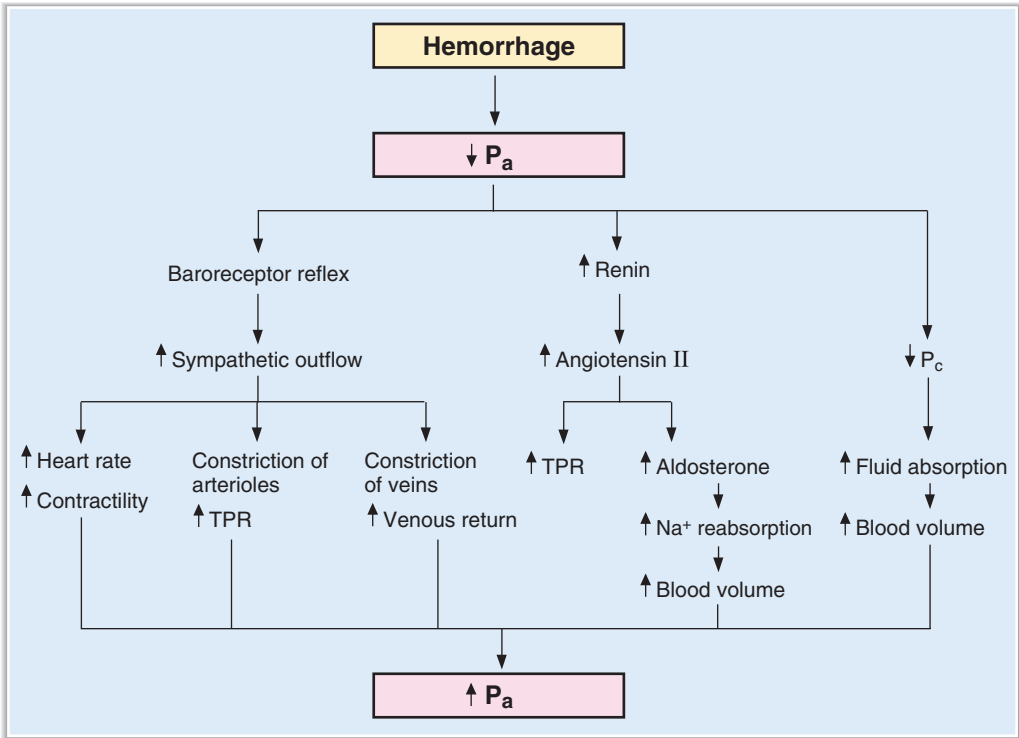 Hemorrhage
↓ Pa
Baroreceptor reflex
↑ Sympathetic outflow
↑ Heart rate
↑ Contractility
Constriction of
arterioles
↑ TPR
Constriction
of veins
↑ Venous return
↑ Renin
↑ Angiotensin II
↑ TPR
↑ Aldosterone
↑ Na⁺ reabsorption
↑ Blood volume
↓ Pc
↑ Fluid absorption
↑ Blood volume
↑ Pa